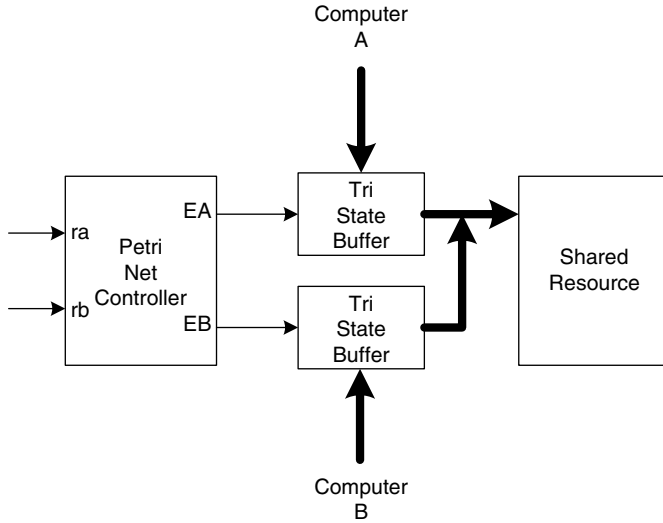 Computer
A
EA
Tri
State
Buffer
ra
Petri
Net
Controller
Shared
Resource
rb
EB
Tri
State
Buffer
Computer
B